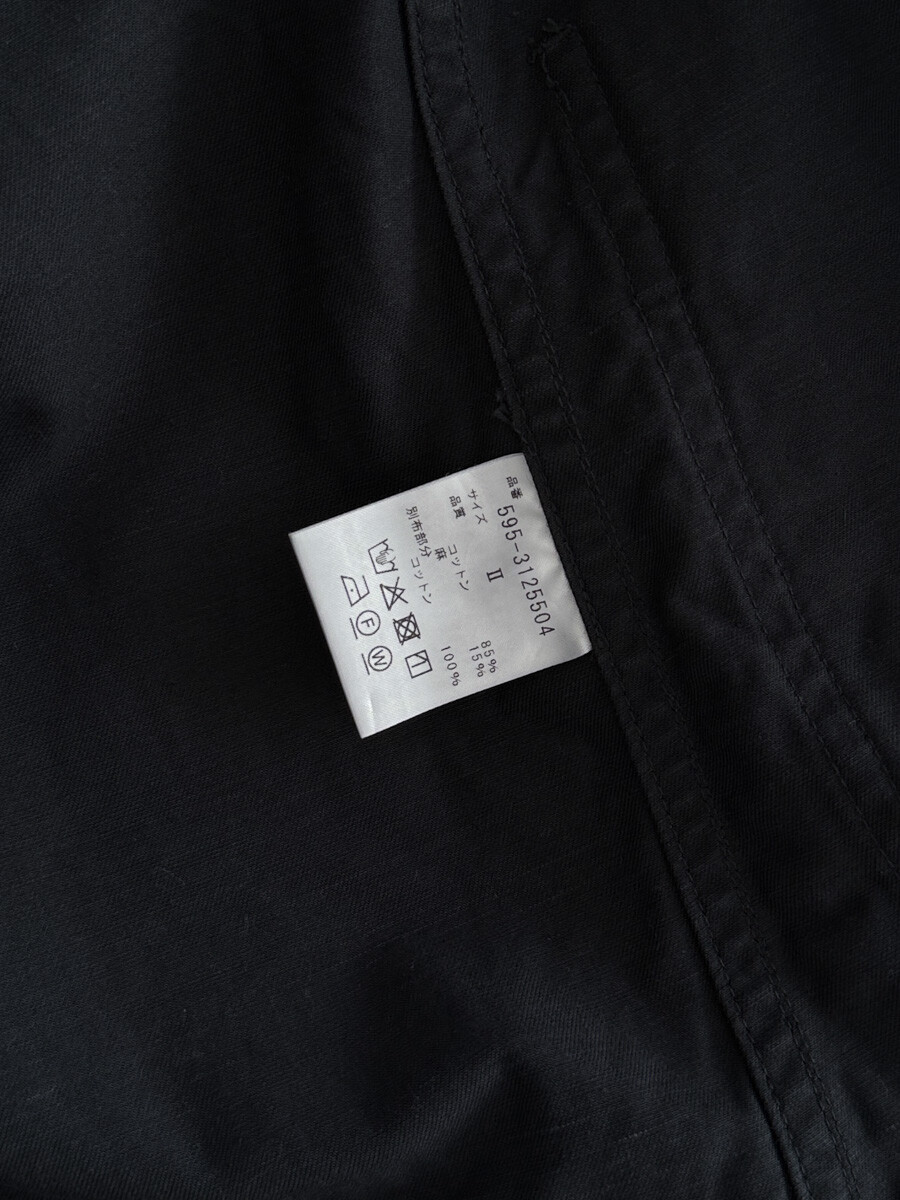 品番 595-3125504
サイズ Ⅱ
品質 コットン 85%
麻 15%
別布部分 コットン 100%
F W